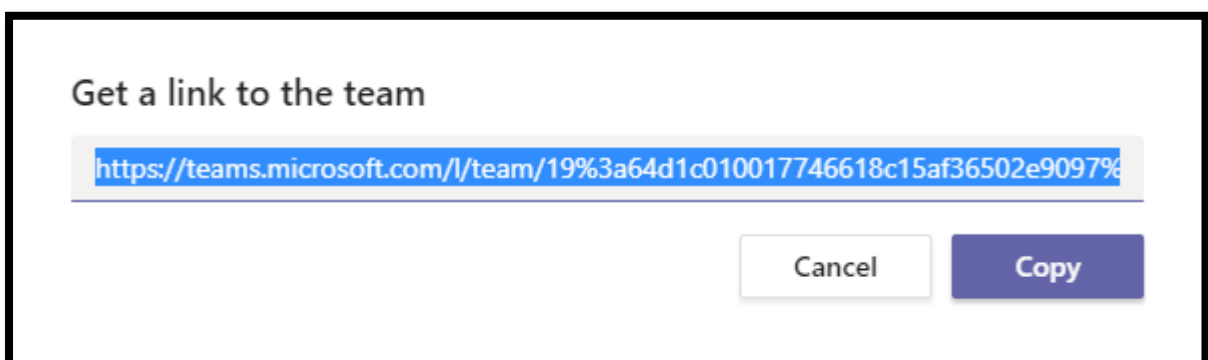 Get a link to the team
https://teams.microsoft.com/l/team/19%3a64d1c010017746618c15af36502e9097%
Cancel Copy